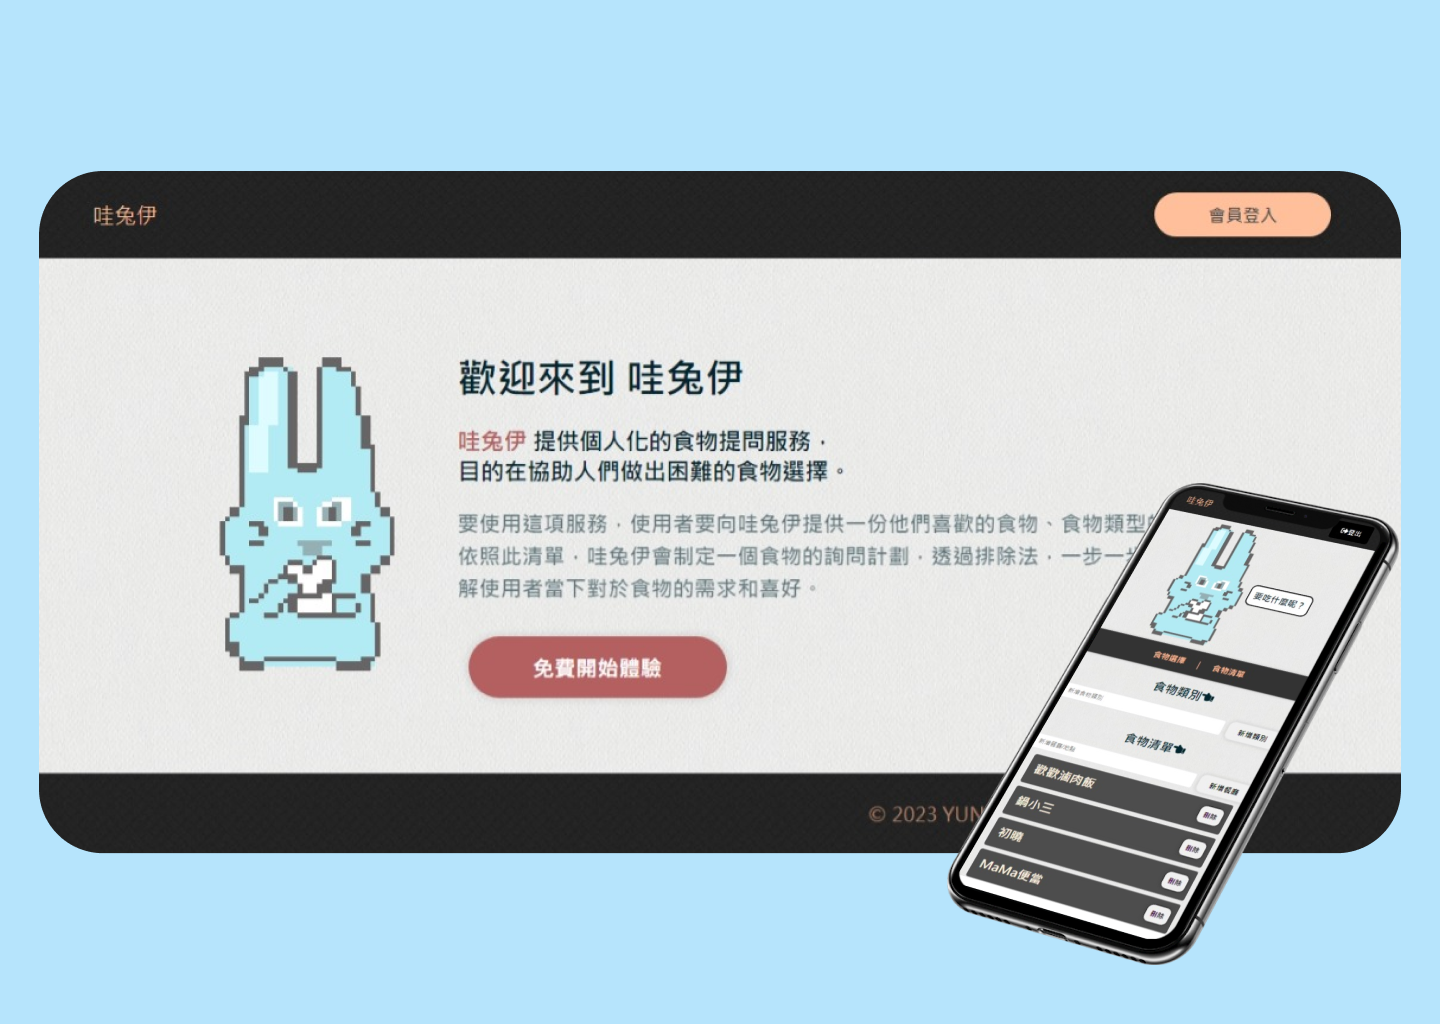 哇兔伊
會員登入
歡迎來到 哇兔伊
哇兔伊 提供個人化的食物提問服務，
目的在協助人們做出困難的食物選擇。
要使用這項服務，使用者要向哇兔伊提供一份他們喜歡的食物、食物類型
依照此清單，哇兔伊會制定一個食物的詢問計劃，透過排除法，一步一
解使用者當下對於食物的需求和喜好。
免費開始體驗
© 2023 YUN
哇兔伊
登出
要吃什麼呢？
食物選擇 | 食物清單
食物類別
新增食物類別
新增類別
食物清單
新增餐廳/地點
新增餐廳
歡歡滷肉飯
刪除
鍋小三
刪除
初曉
刪除
MaMa便當
刪除